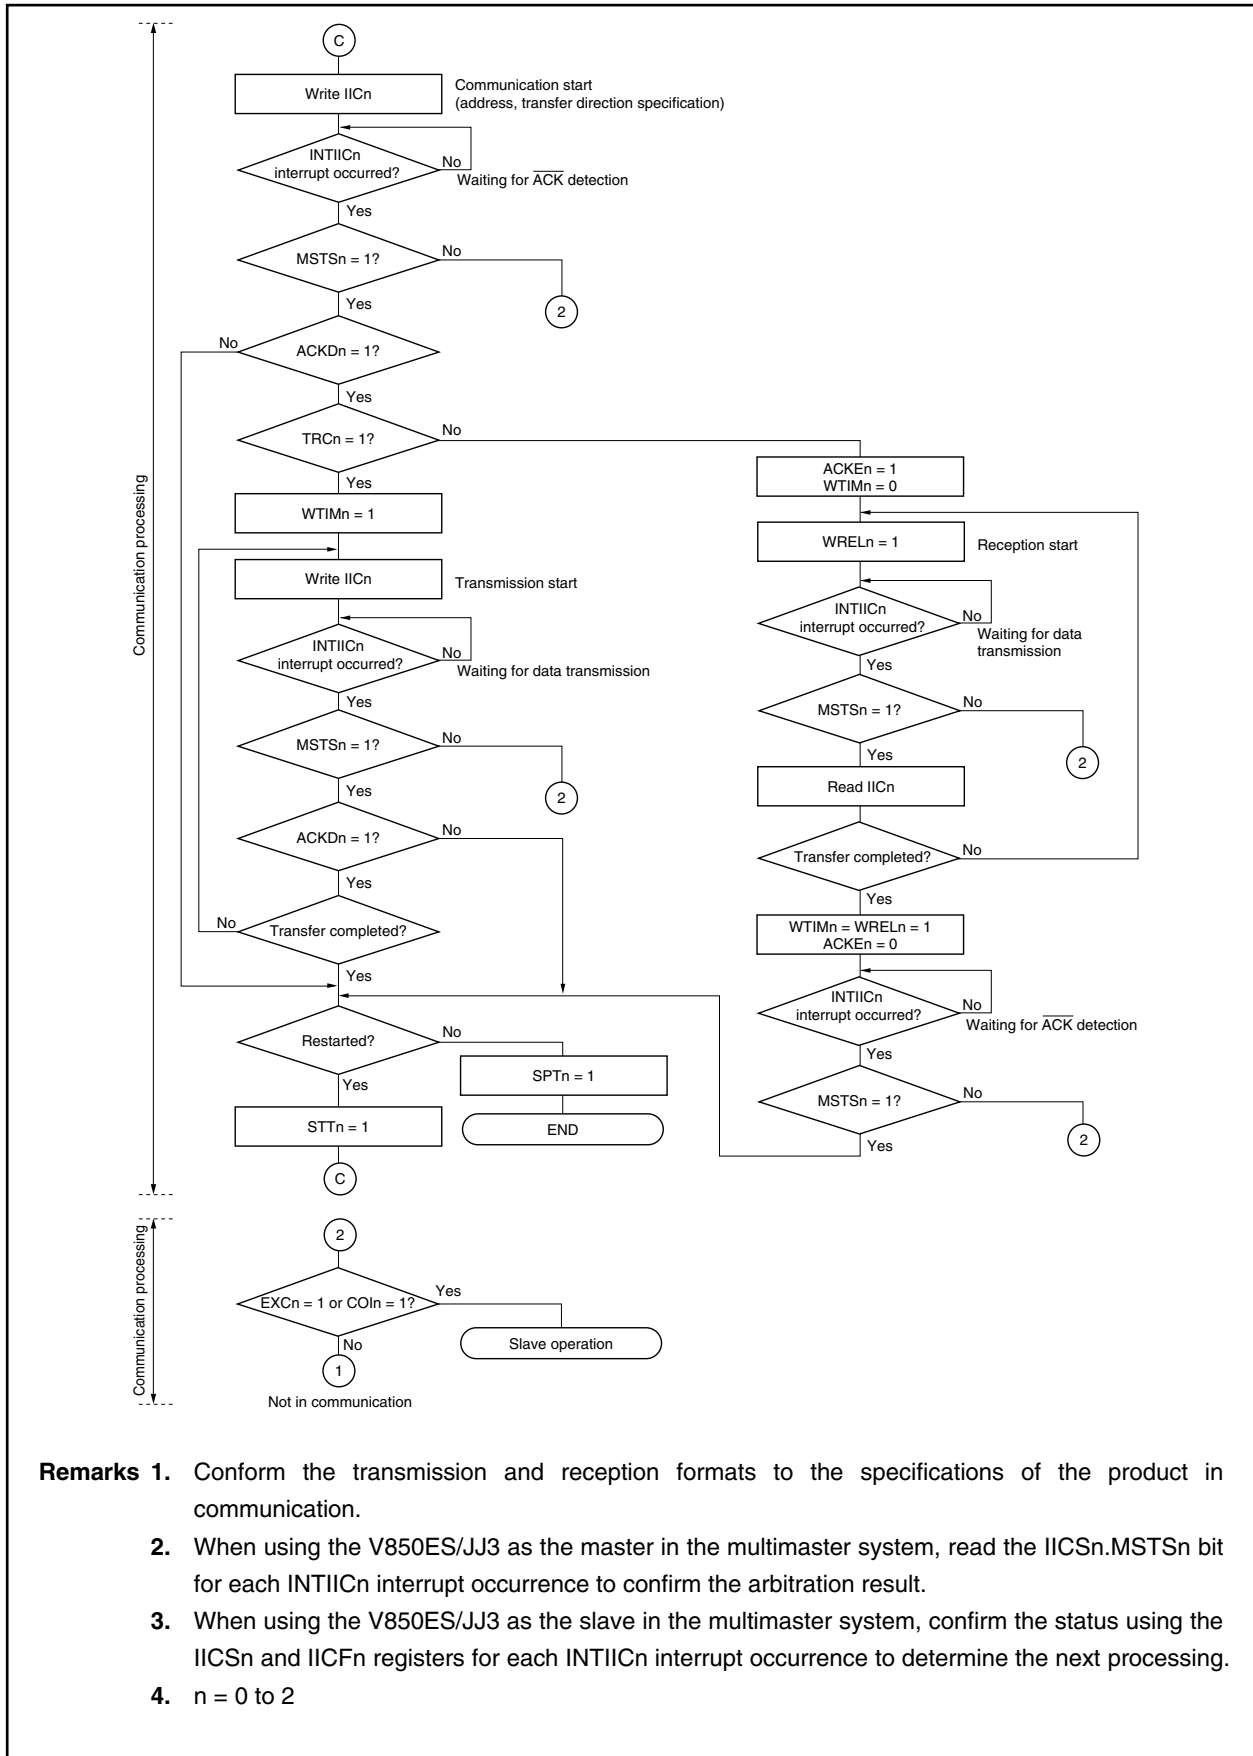 C
Write IICn
Communication start
(address, transfer direction specification)
INTIICn
interrupt occurred?
No
Waiting for A̅C̅K̅ detection
Yes
MSTSn = 1?
No
2
Yes
No
ACKDn = 1?
Yes
TRCn = 1?
No
Yes
WTIMn = 1
Write IICn
Transmission start
INTIICn
interrupt occurred?
No
Waiting for data transmission
Yes
MSTSn = 1?
No
2
Yes
ACKDn = 1?
No
Yes
No
Transfer completed?
Yes
Restarted?
No
SPTn = 1
END
Yes
STTn = 1
C
ACKEn = 1
WTIMn = 0
WRELn = 1
Reception start
INTIICn
interrupt occurred?
No
Waiting for data
transmission
Yes
MSTSn = 1?
No
2
Yes
Read IICn
Transfer completed?
No
Yes
WTIMn = WRELn = 1
ACKEn = 0
INTIICn
interrupt occurred?
No
Waiting for A̅C̅K̅ detection
Yes
MSTSn = 1?
No
2
Yes
Communication processing
2
EXCn = 1 or COIn = 1?
Yes
Slave operation
No
1
Not in communication
Communication processing
Remarks 1. Conform the transmission and reception formats to the specifications of the product in
communication.
2. When using the V850ES/JJ3 as the master in the multimaster system, read the IICSn.MSTSn bit
for each INTIICn interrupt occurrence to confirm the arbitration result.
3. When using the V850ES/JJ3 as the slave in the multimaster system, confirm the status using the
IICSn and IICFn registers for each INTIICn interrupt occurrence to determine the next processing.
4. n = 0 to 2